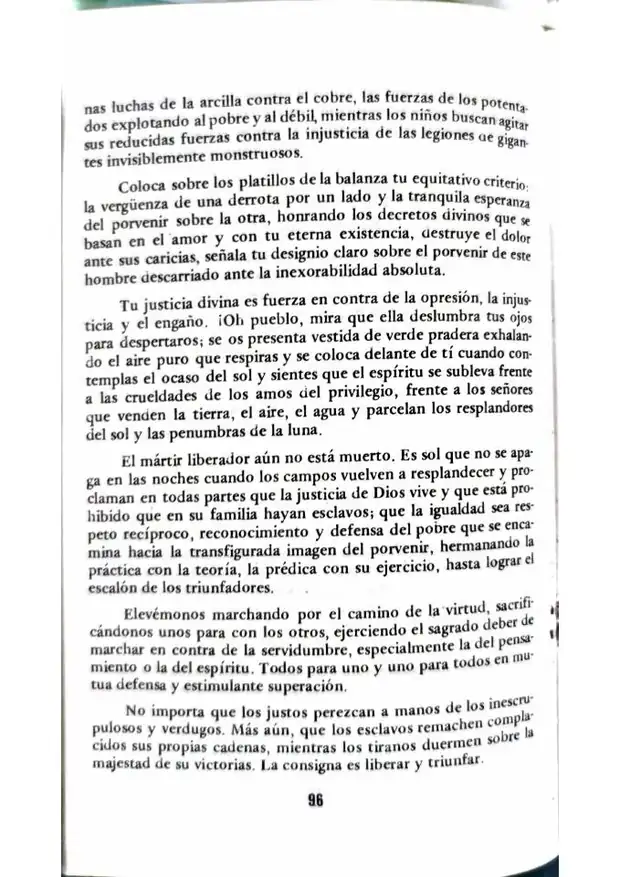 nas luchas de la arcilla contra el cobre, las fuerzas de los potenta-
dos explotando al pobre y al débil, mientras los niños buscan agitar
sus reducidas fuerzas contra la injusticia de las legiones de gigan-
tes invisiblemente monstruosos.
Coloca sobre los platillos de la balanza tu equitativo criterio:
la vergüenza de una derrota por un lado y la tranquila esperanza
del porvenir sobre la otra, honrando los decretos divinos que se
basan en el amor y con tu eterna existencia, destruye el dolor
ante sus caricias, señala tu designio claro sobre el porvenir de este
hombre descarriado ante la inexorabilidad absoluta.
Tu justicia divina es fuerza en contra de la opresión, la injus-
ticia y el engaño. ¡Oh pueblo, mira que ella deslumbra tus ojos
para despertaros; se os presenta vestida de verde pradera exhalan-
do el aire puro que respiras y se coloca delante de tí cuando con-
templas el ocaso del sol y sientes que el espíritu se subleva frente
a las crueldades de los amos del privilegio, frente a los señores
que venden la tierra, el aire, el agua y parcelan los resplandores
del sol y las penumbras de la luna.
El mártir liberador aún no está muerto. Es sol que no se apa-
ga en las noches cuando los campos vuelven a resplandecer y pro-
claman en todas partes que la justicia de Dios vive y que está pro-
hibido que en su familia hayan esclavos; que la igualdad sea res-
peto recíproco, reconocimiento y defensa del pobre que se enca-
mina hacia la transfigurada imagen del porvenir, hermanando la
práctica con la teoría, la prédica con su ejercicio, hasta lograr el
escalón de los triunfadores.
Elevémonos marchando por el camino de la virtud, sacrifi-
cándonos unos para con los otros, ejerciendo el sagrado deber de
marchar en contra de la servidumbre, especialmente la del pensa-
miento o la del espíritu. Todos para uno y uno para todos en mu-
tua defensa y estimulante superación.
No importa que los justos perezcan a manos de los inescru-
pulosos y verdugos. Más aún, que los esclavos remachen compla-
cidos sus propias cadenas, mientras los tiranos duermen sobre la
majestad de su victorias. La consigna es liberar y triunfar.
96